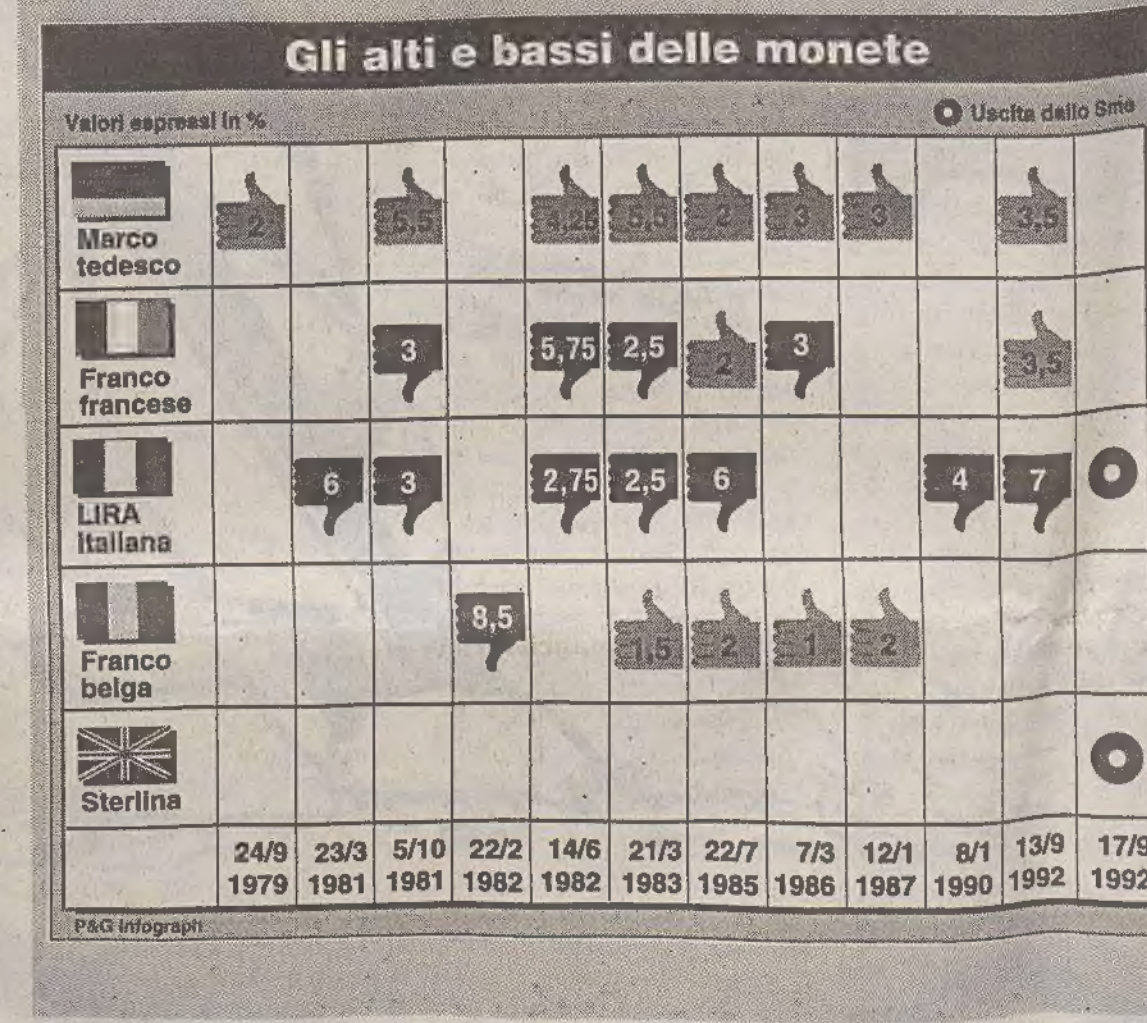 Gli alti e bassi delle monete
Valori espressi in %
Uscita dallo Sme
Marco
tedesco
2 5,5 4,25 5,5 2 3 3 3,5
Franco
francese
3 5,75 2,5 2 3 3,5
LIRA
italiana
6 3 2,75 2,5 6 4 7
Franco
belga
8,5 1,5 2 1 2
Sterlina
24/9 23/3 5/10 22/2 14/6 21/3 22/7 7/3 12/1 8/1 13/9 17/9
1979 1981 1981 1982 1982 1983 1985 1986 1987 1990 1992 1992
P&G Infograph